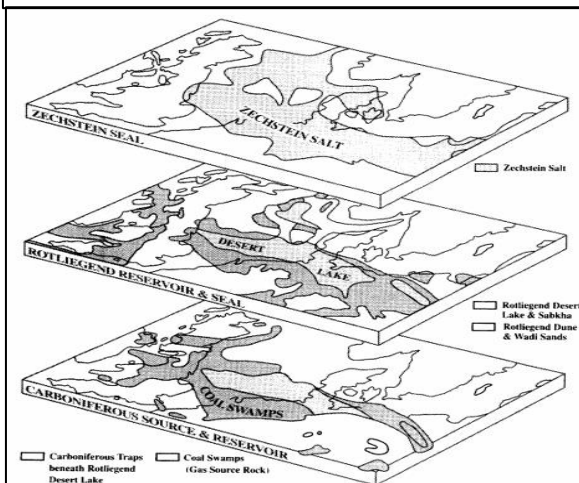 ZECHSTEIN SALT
ZECHSTEIN SEAL
Zechstein Salt
DESERT
LAKE
ROTLIEGEND RESERVOIR & SEAL
Rotliegend Desert
Lake & Sabkha
Rotliegend Dune
& Wadi Sands
COAL SWAMPS
CARBONIFEROUS SOURCE & RESERVOIR
Carboniferous Traps
beneath Rotliegend
Desert Lake
Coal Swamps
(Gas Source Rock)